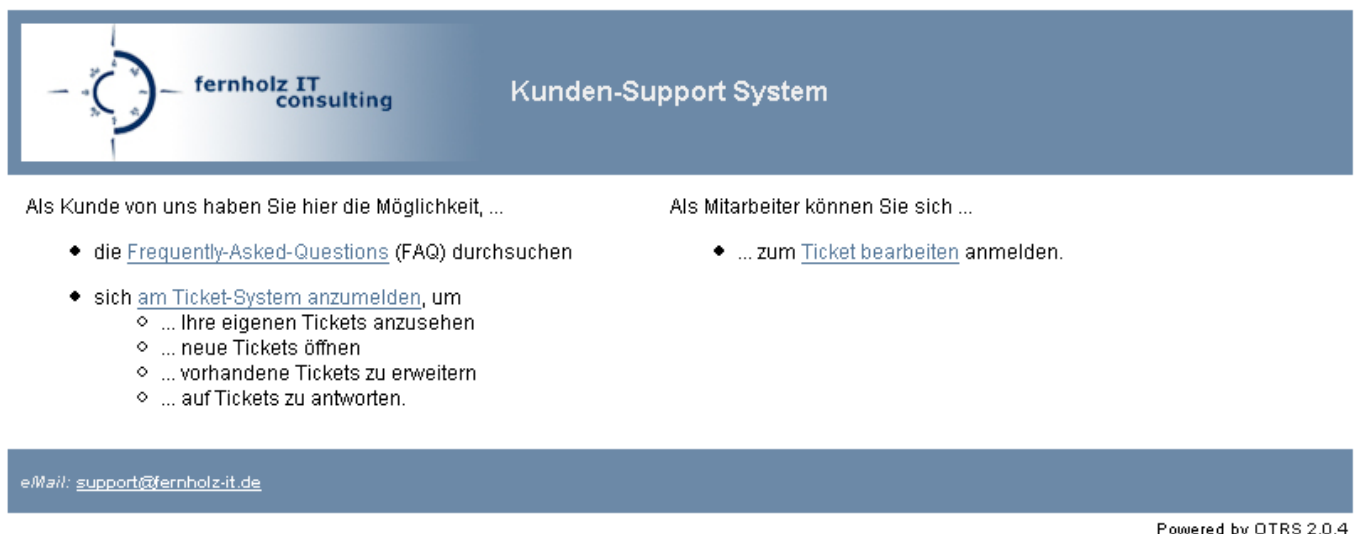 fernholz IT
consulting
Kunden-Support System
Als Kunde von uns haben Sie hier die Möglichkeit, ...
die Frequently-Asked-Questions (FAQ) durchsuchen
sich am Ticket-System anzumelden, um
... Ihre eigenen Tickets anzusehen
... neue Tickets öffnen
... vorhandene Tickets zu erweitern
... auf Tickets zu antworten.
Als Mitarbeiter können Sie sich ...
... zum Ticket bearbeiten anmelden.
eMail: support@fernholz-it.de
Powered by OTRS 2.0.4